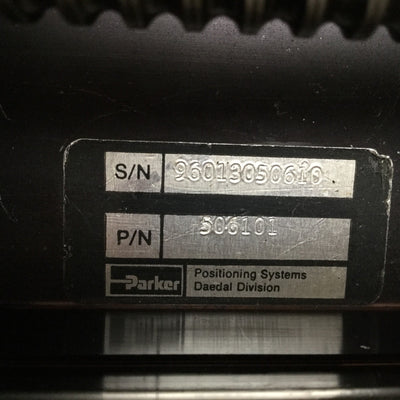 S/N 96013050610
P/N 506101
Parker Positioning Systems
Daedal Division